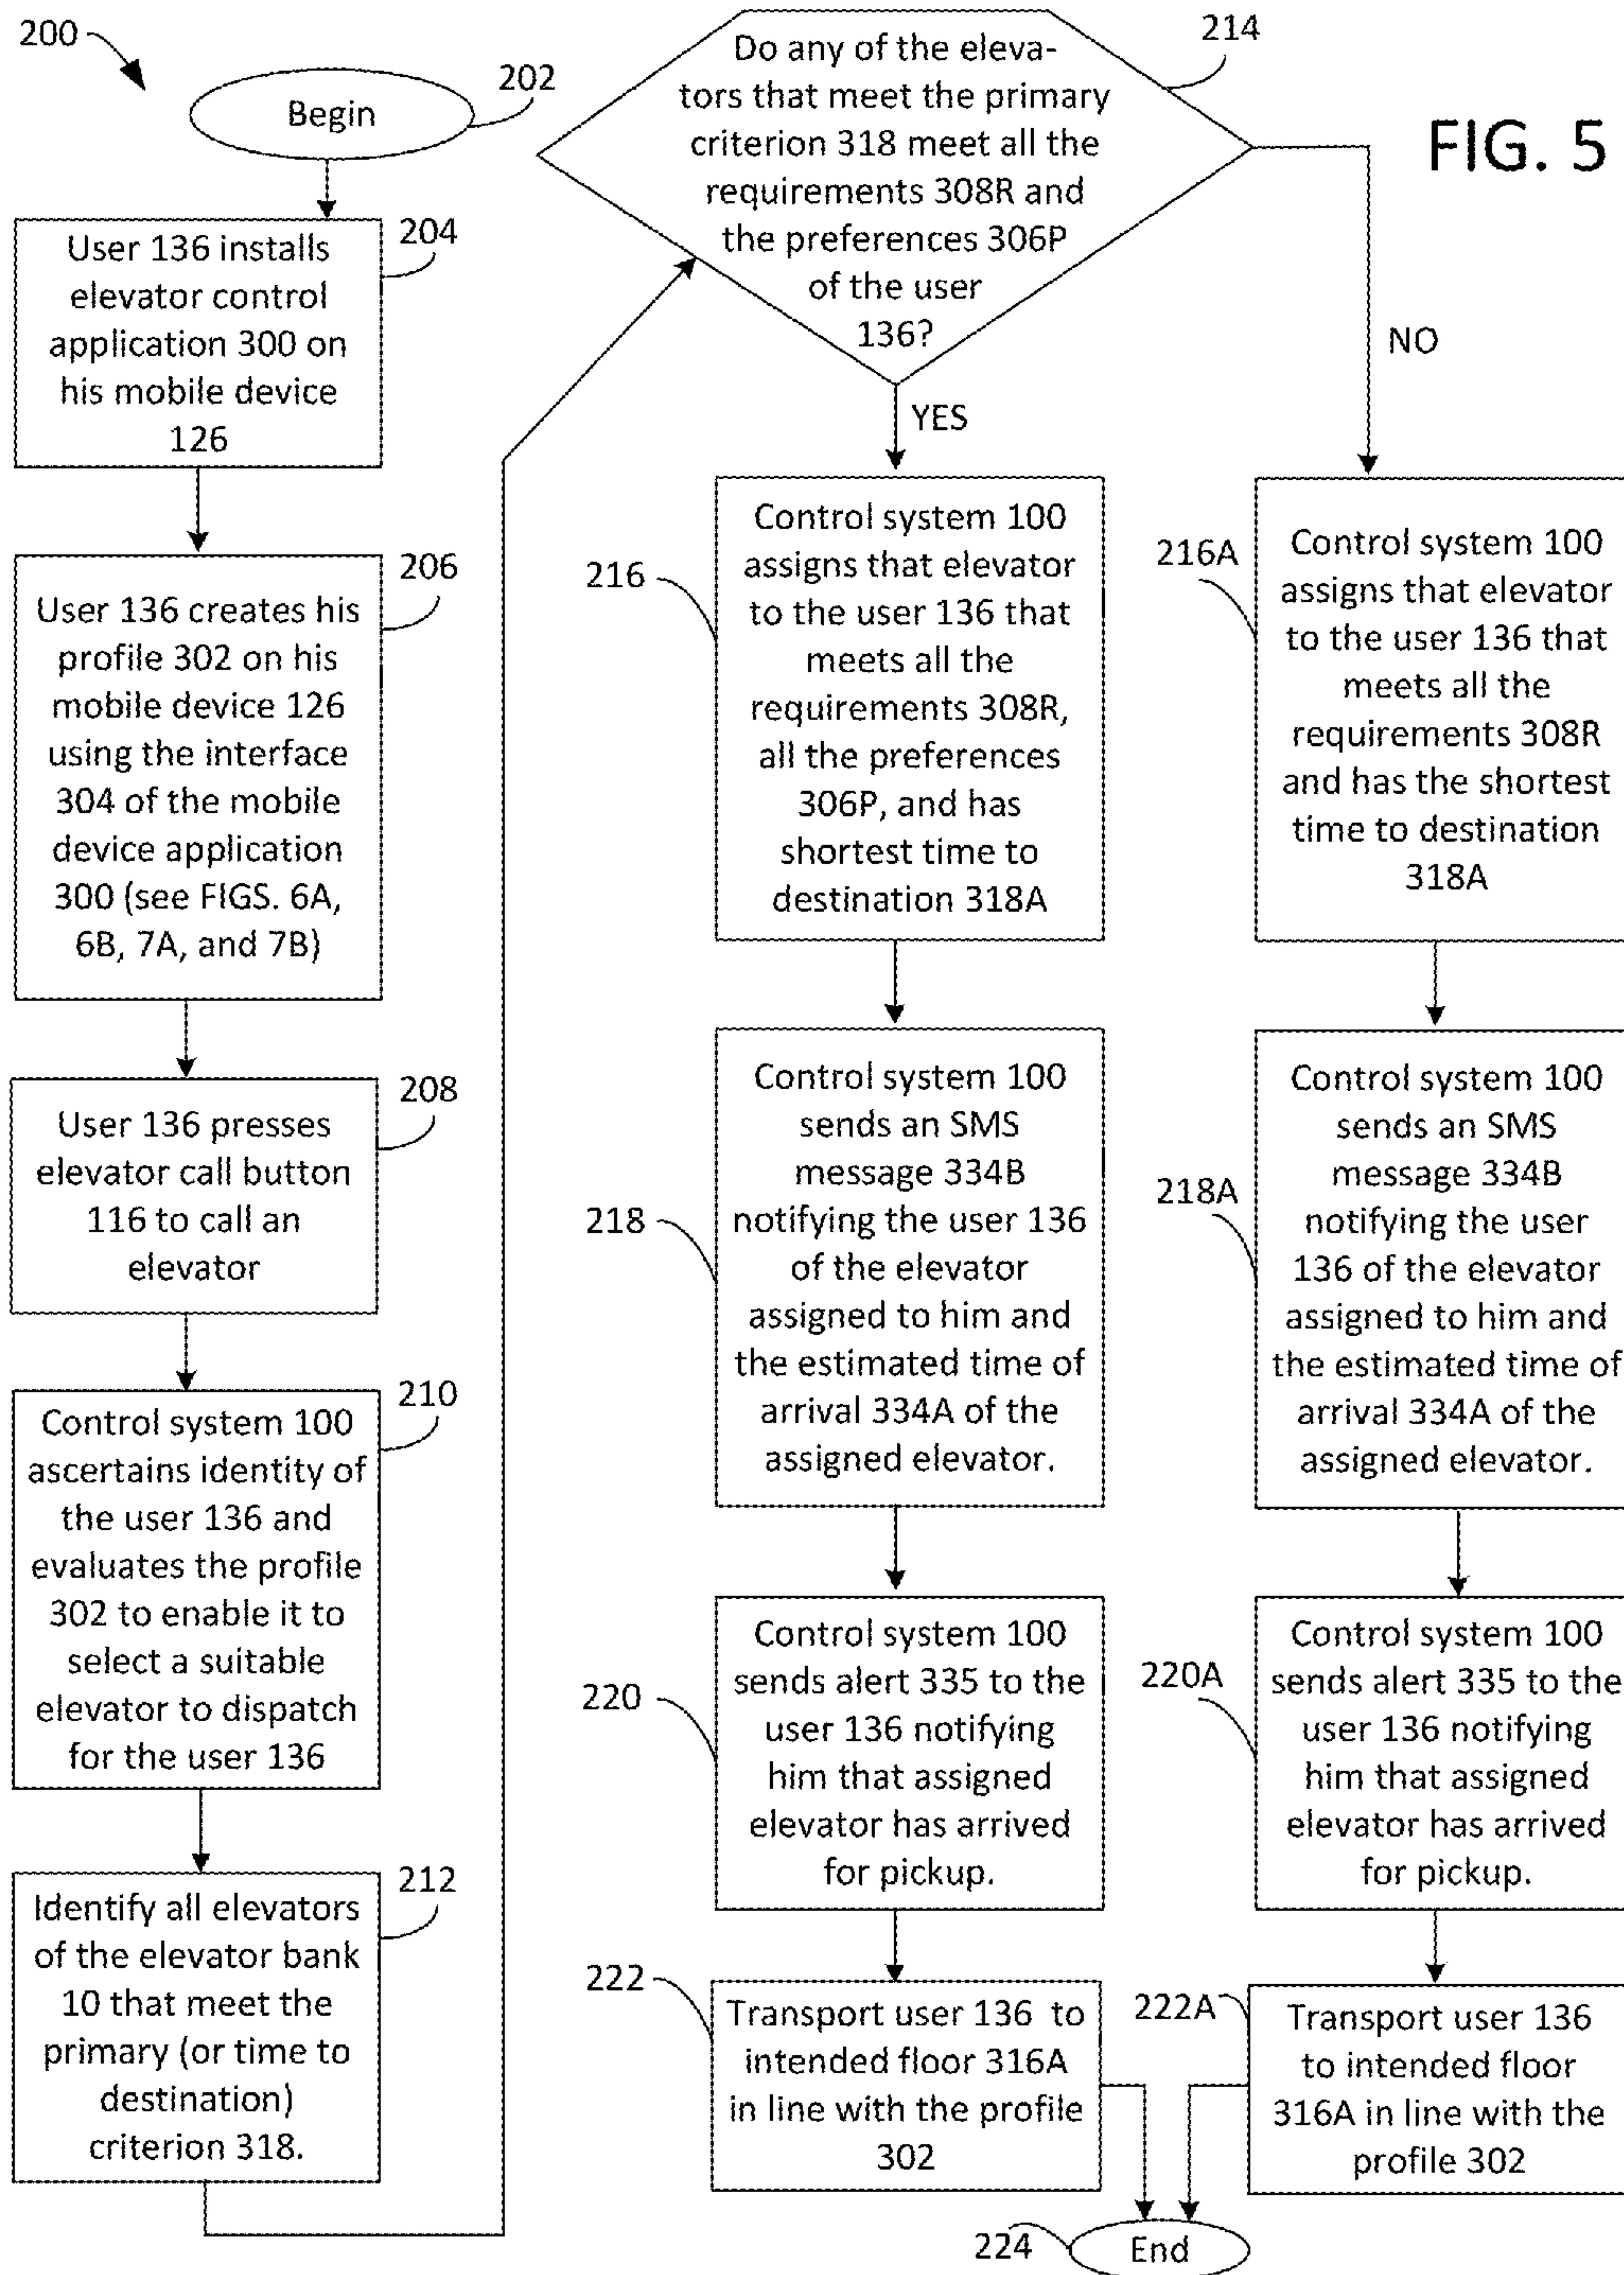 200
Begin
202
User 136 installs
elevator control
application 300 on
his mobile device
126
204
User 136 creates his
profile 302 on his
mobile device 126
using the interface
304 of the mobile
device application
300 (see FIGS. 6A,
6B, 7A, and 7B)
206
User 136 presses
elevator call button
116 to call an
elevator
208
Control system 100
ascertains identity of
the user 136 and
evaluates the profile
302 to enable it to
select a suitable
elevator to dispatch
for the user 136
210
Identify all elevators
of the elevator bank
10 that meet the
primary (or time to
destination)
criterion 318.
212
Do any of the eleva-
tors that meet the primary
criterion 318 meet all the
requirements 308R and
the preferences 306P
of the user
136?
214
FIG. 5
YES
NO
216
Control system 100
assigns that elevator
to the user 136 that
meets all the
requirements 308R,
all the preferences
306P, and has
shortest time to
destination 318A
218
Control system 100
sends an SMS
message 334B
notifying the user 136
of the elevator
assigned to him and
the estimated time of
arrival 334A of the
assigned elevator.
220
Control system 100
sends alert 335 to the
user 136 notifying
him that assigned
elevator has arrived
for pickup.
222
Transport user 136 to
intended floor 316A
in line with the profile
302
216A
Control system 100
assigns that elevator
to the user 136 that
meets all the
requirements 308R
and has the shortest
time to destination
318A
218A
Control system 100
sends an SMS
message 334B
notifying the user
136 of the elevator
assigned to him and
the estimated time of
arrival 334A of the
assigned elevator.
220A
Control system 100
sends alert 335 to the
user 136 notifying
him that assigned
elevator has arrived
for pickup.
222A
Transport user 136
to intended floor
316A in line with the
profile 302
224
End